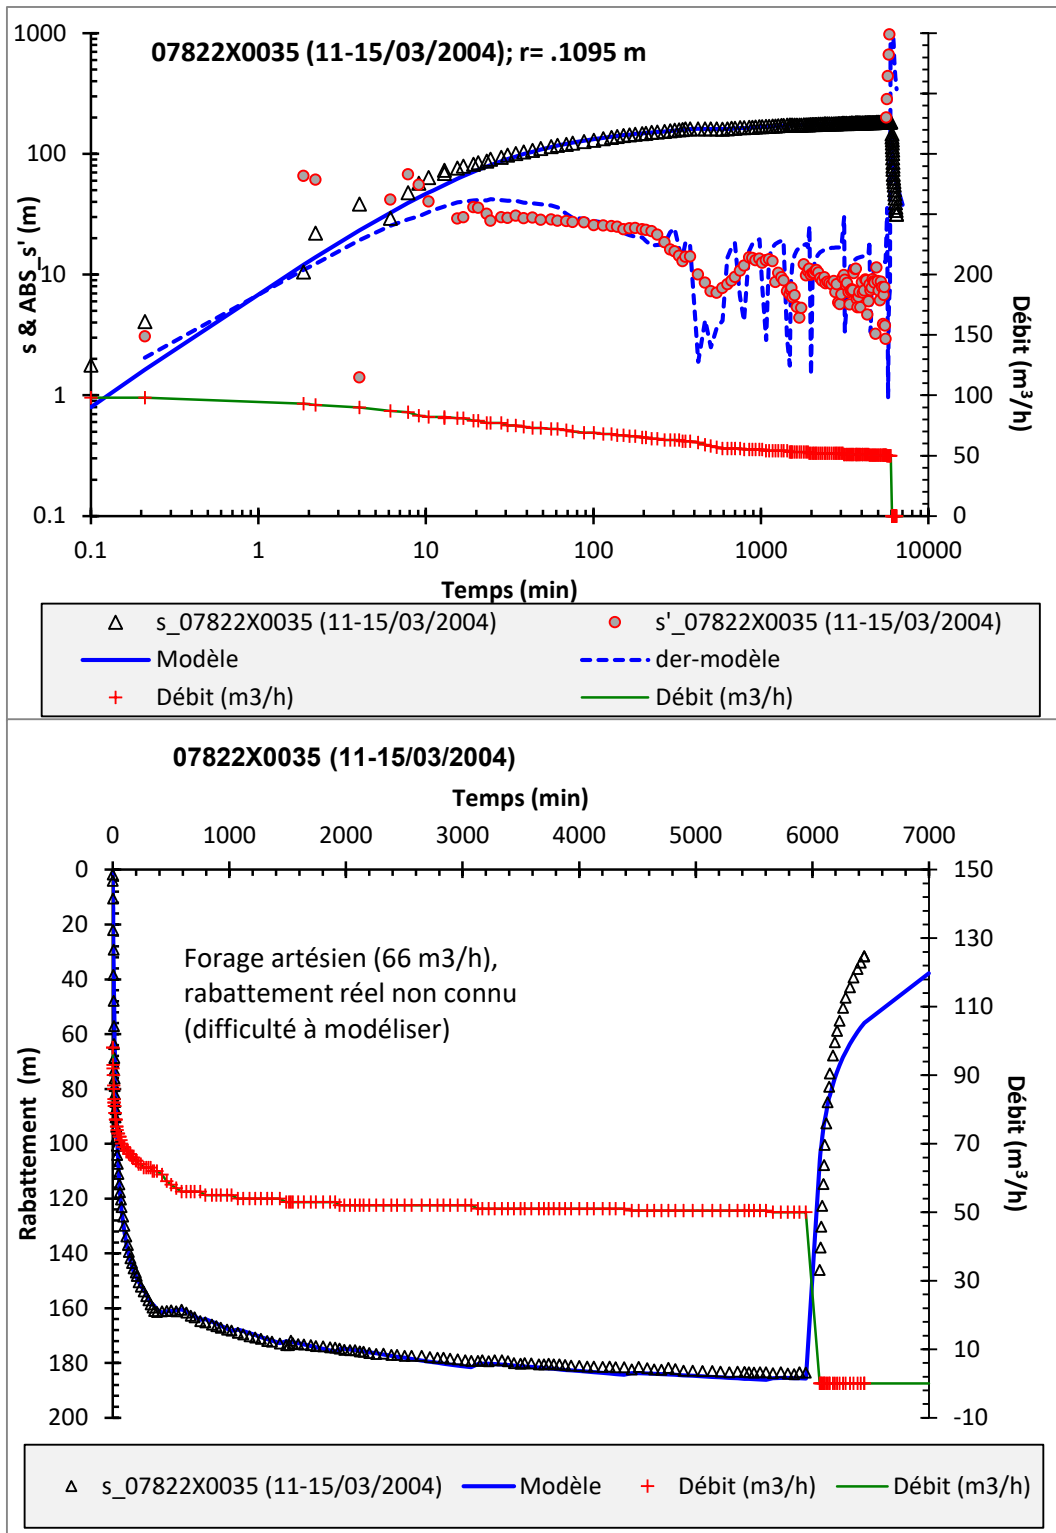 07822X0035 (11-15/03/2004); r= .1095 m
s & ABS_s' (m)
1000
100
10
1
0.1
0.1 1 10 100 1000 10000
Temps (min)
200
150
100
50
0
Débit (m³/h)
s_07822X0035 (11-15/03/2004) s'_07822X0035 (11-15/03/2004)
Modèle der-modèle
Débit (m3/h) Débit (m3/h)
07822X0035 (11-15/03/2004)
Temps (min)
0 1000 2000 3000 4000 5000 6000 7000
Rabattement (m)
0
20
40
60
80
100
120
140
160
180
200
Forage artésien (66 m3/h),
rabattement réel non connu
(difficulté à modéliser)
150
130
110
90
70
50
30
10
-10
Débit (m³/h)
s_07822X0035 (11-15/03/2004) Modèle Débit (m3/h) Débit (m3/h)